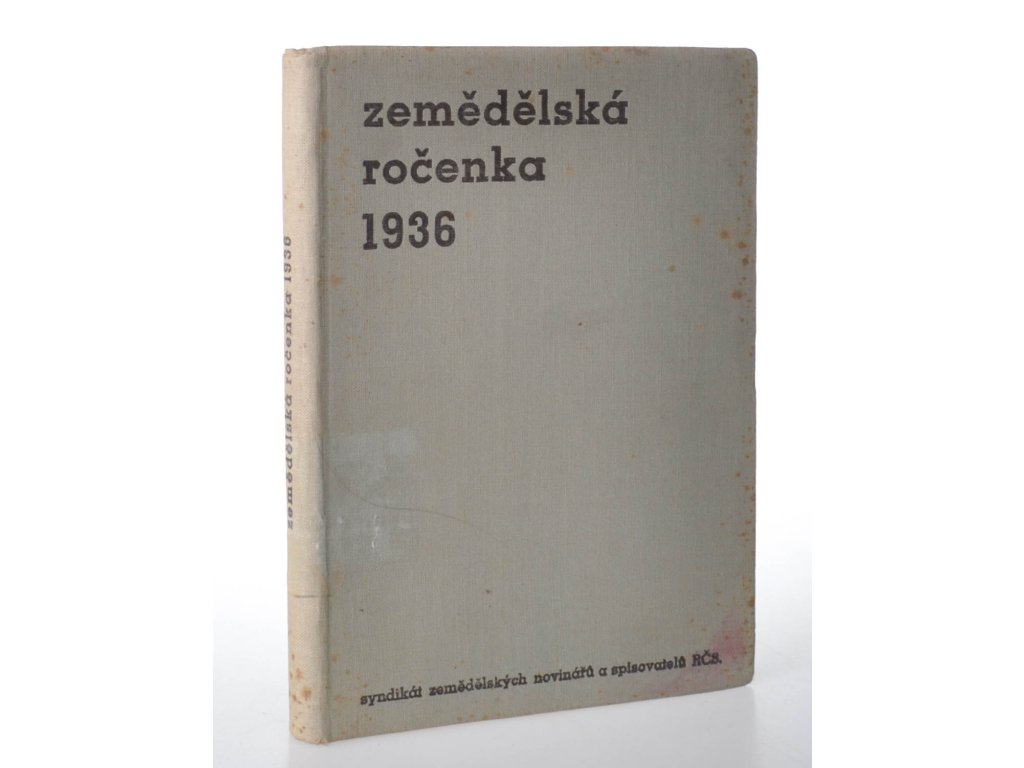 zemědělská
ročenka
1936
syndikát zemědělských novinářů a spisovatelů RČS.
zemědělská ročenka 1936